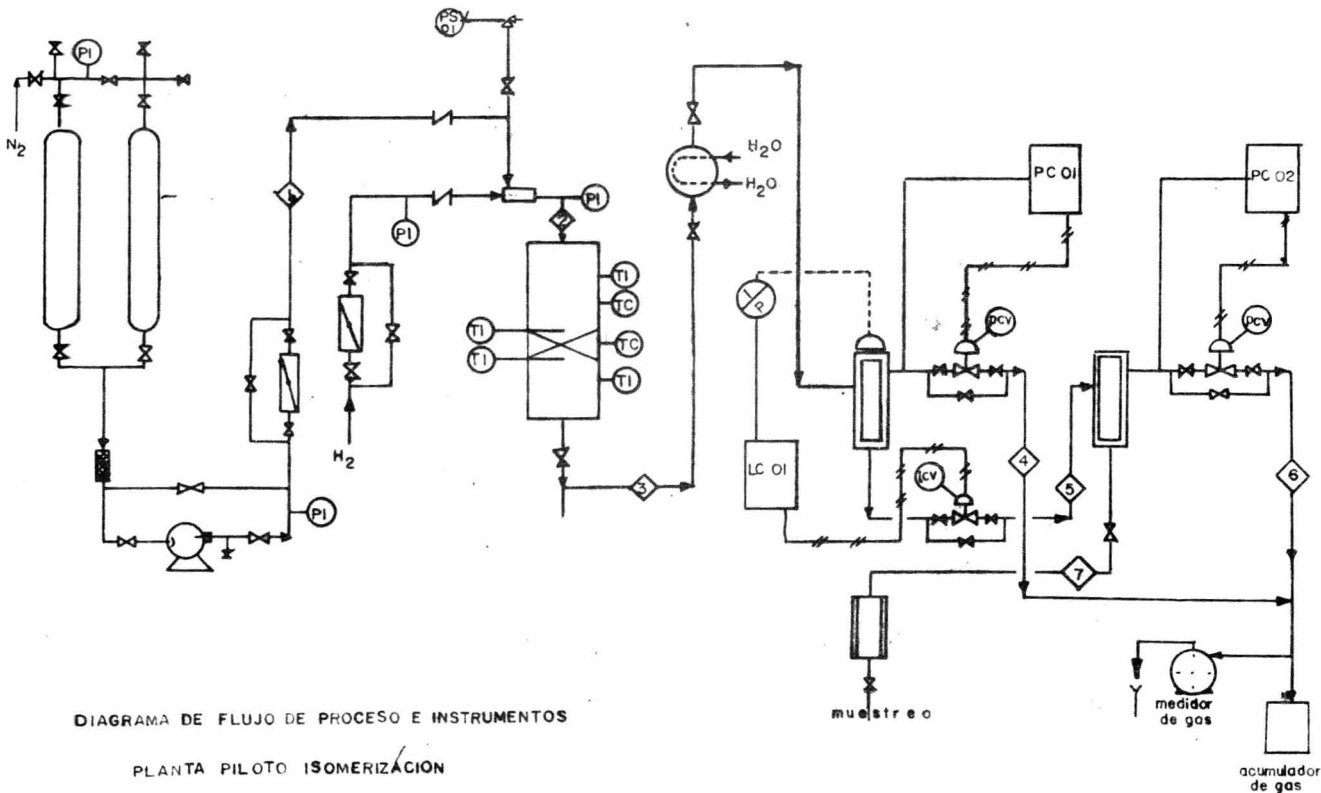 PI
N2
PSV
01
1
PI
H2
PI
PI
2
TI
TC
TI
TC
TI
TI
3
H2O
H2O
I/P
LC 01
PC 01
PCV
LCV
4
5
PC 02
PCV
6
7
muestreo
medidor
de gas
acumulador
de gas
DIAGRAMA DE FLUJO DE PROCESO E INSTRUMENTOS
PLANTA PILOTO ISOMERIZACIÓN